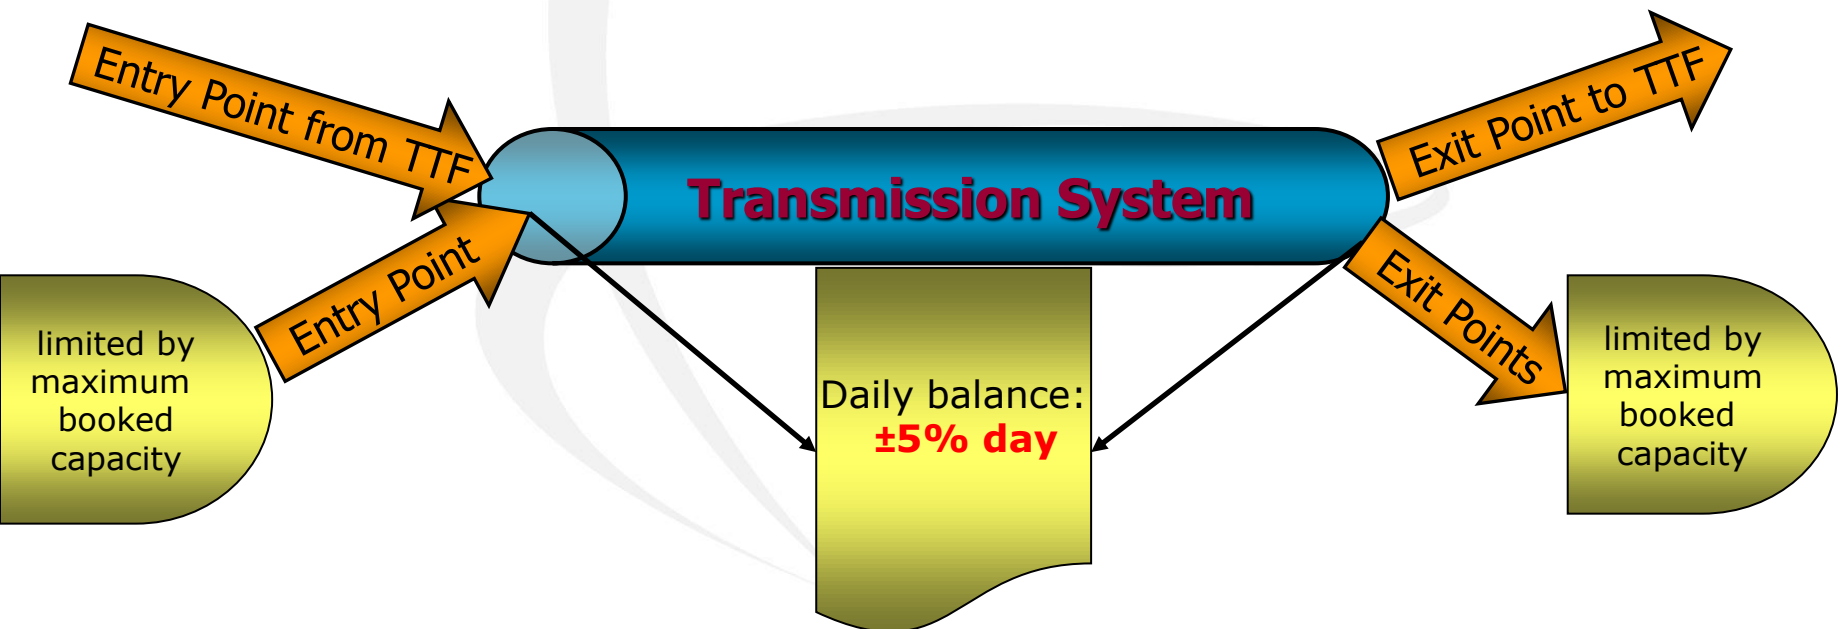 Entry Point from TTF
Exit Point to TTF
Transmission System
Entry Point
Exit Points
limited by
maximum
booked
capacity
Daily balance:
±5% day
limited by
maximum
booked
capacity